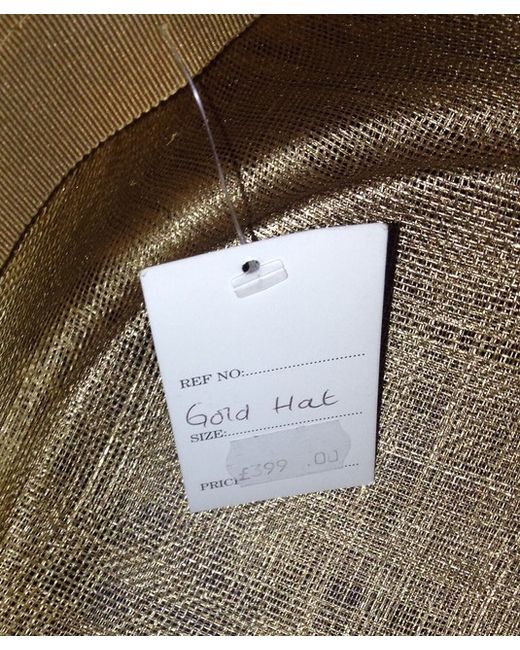 REF NO:
Gold Hat
SIZE:
£399.00
PRICE